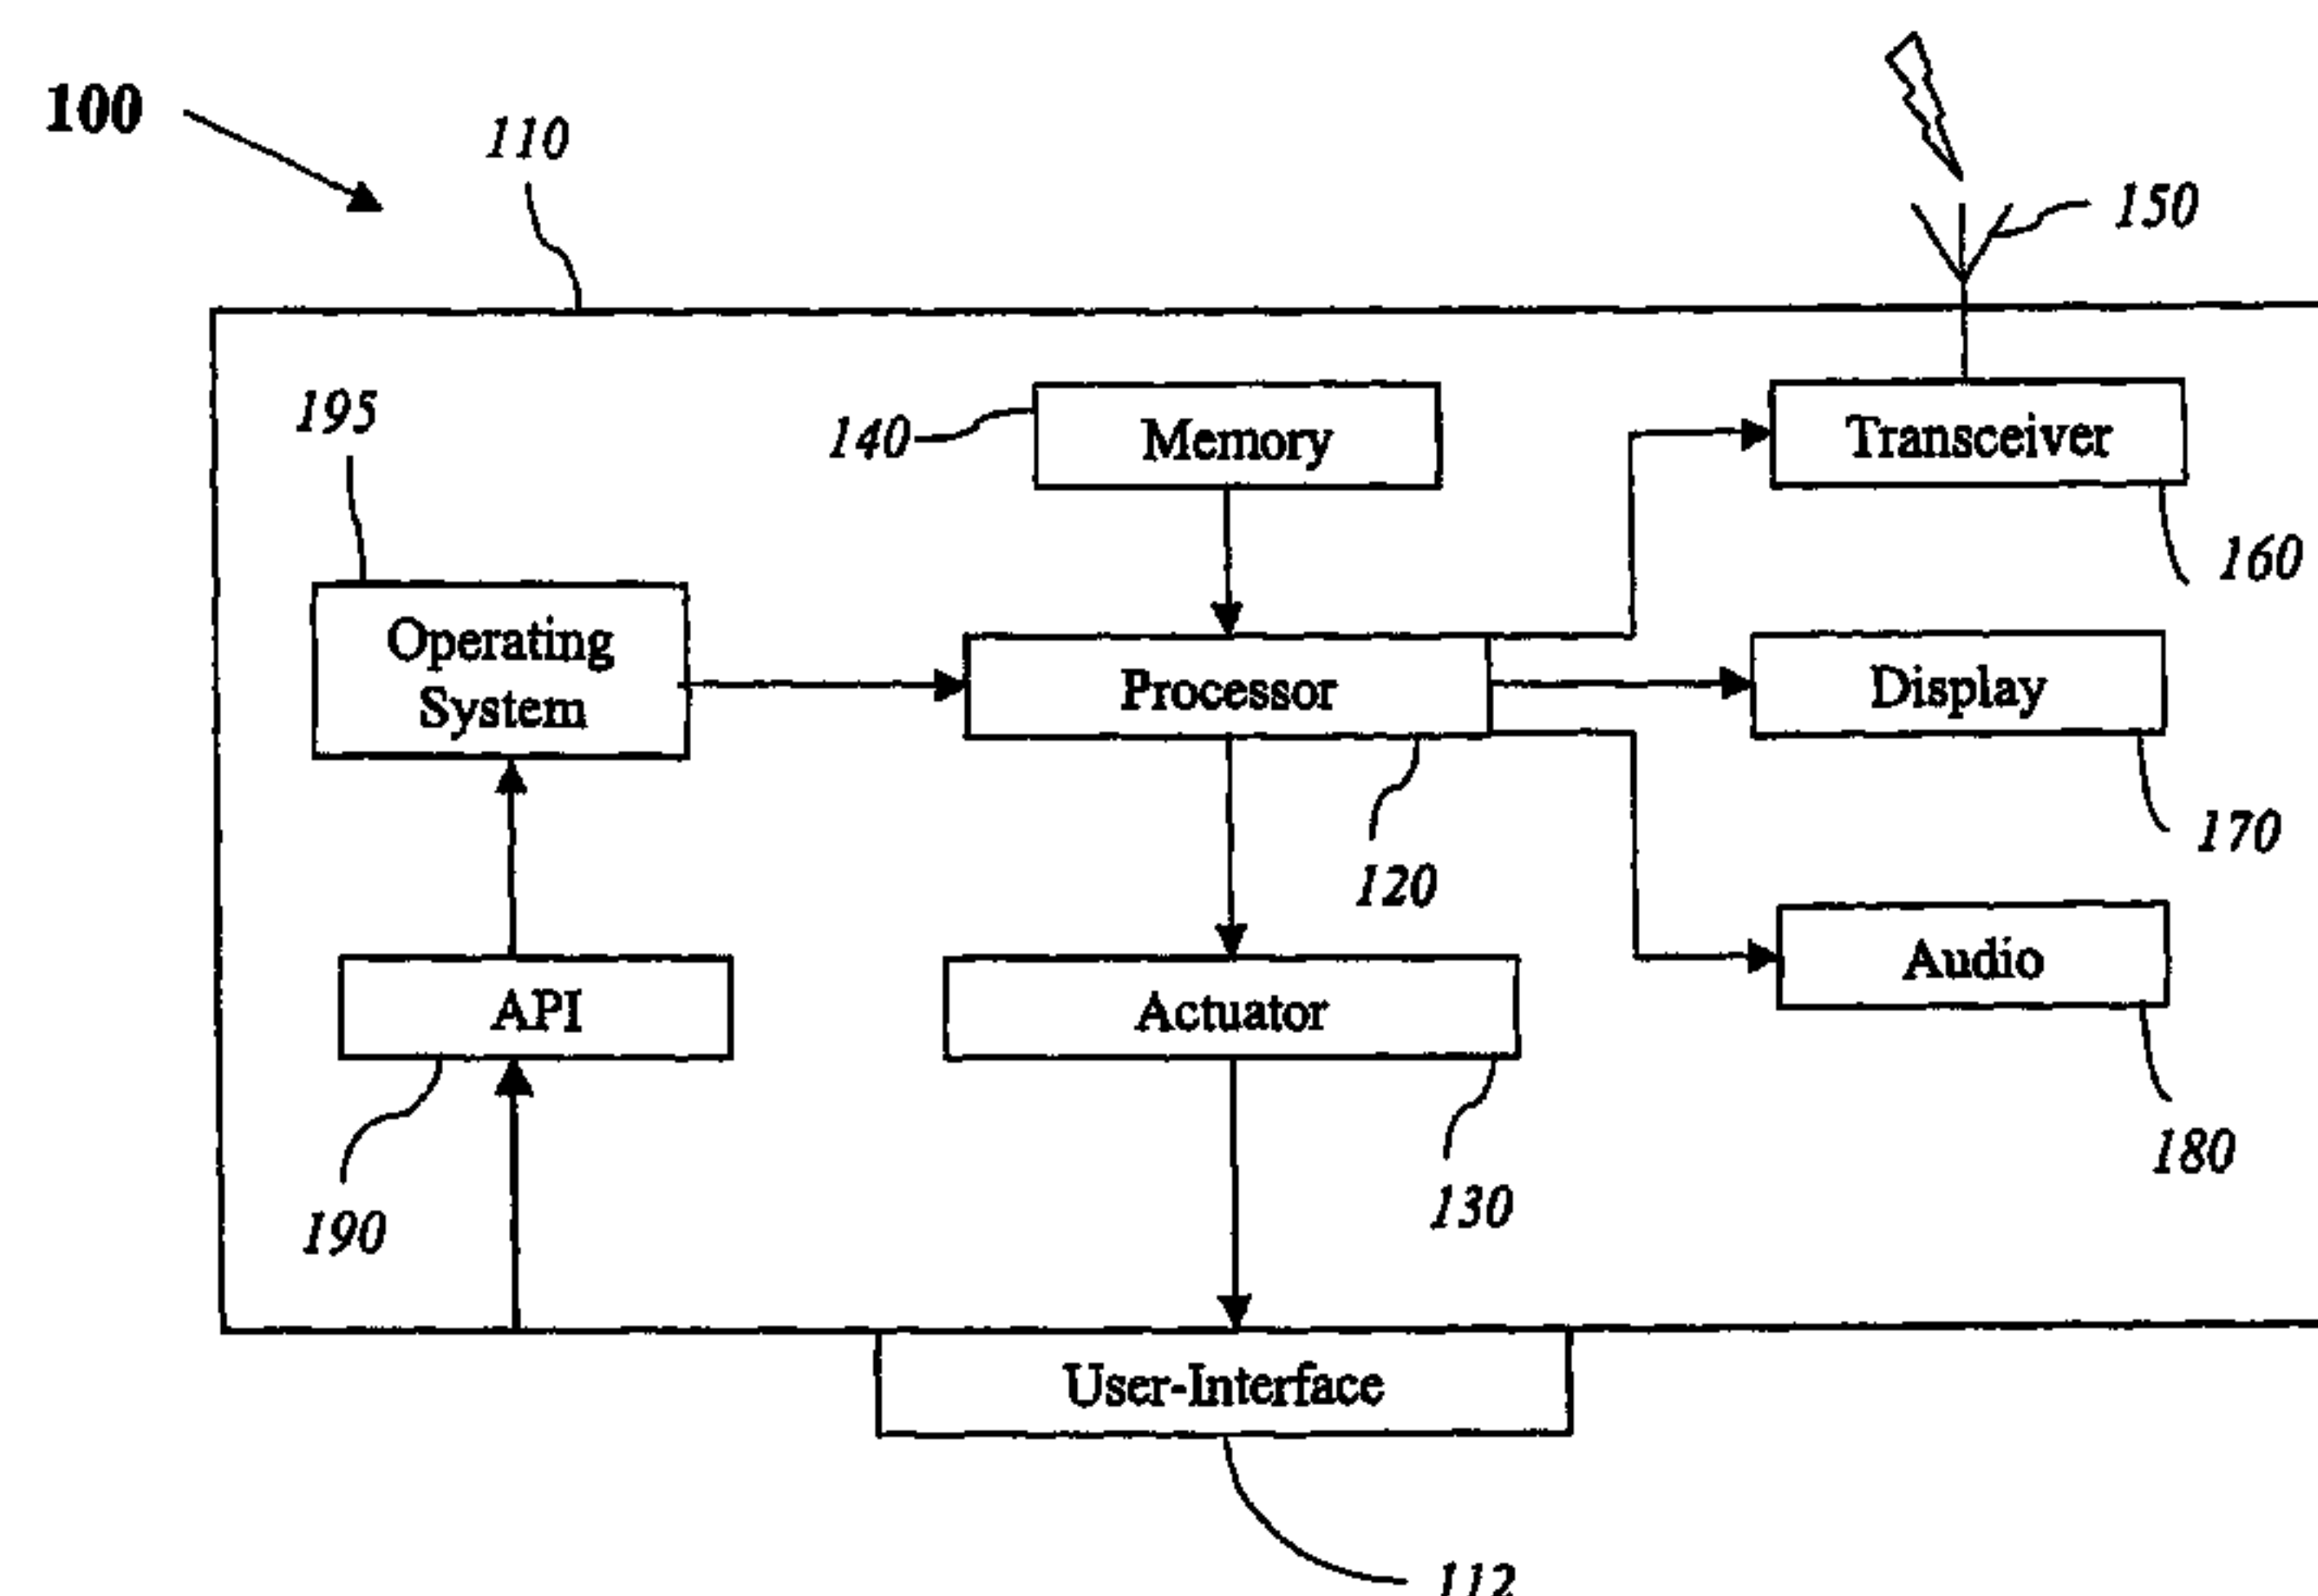 100
110
150
195
140
Memory
Transceiver
160
Operating
System
Processor
Display
170
120
Audio
API
Actuator
180
190
130
User-Interface
112